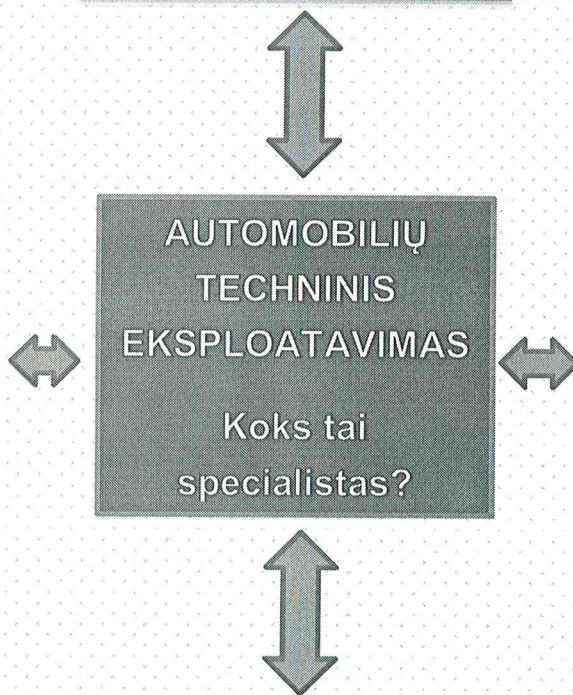 AUTOMOBILIŲ
TECHNINIS
EKSPLOATAVIMAS
Koks tai
specialistas?